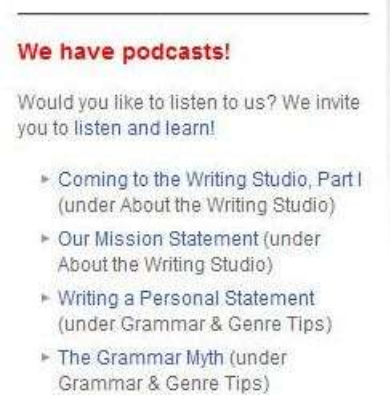 We have podcasts!
Would you like to listen to us? We invite
you to listen and learn!
Coming to the Writing Studio, Part I
(under About the Writing Studio)
Our Mission Statement (under
About the Writing Studio)
Writing a Personal Statement
(under Grammar & Genre Tips)
The Grammar Myth (under
Grammar & Genre Tips)